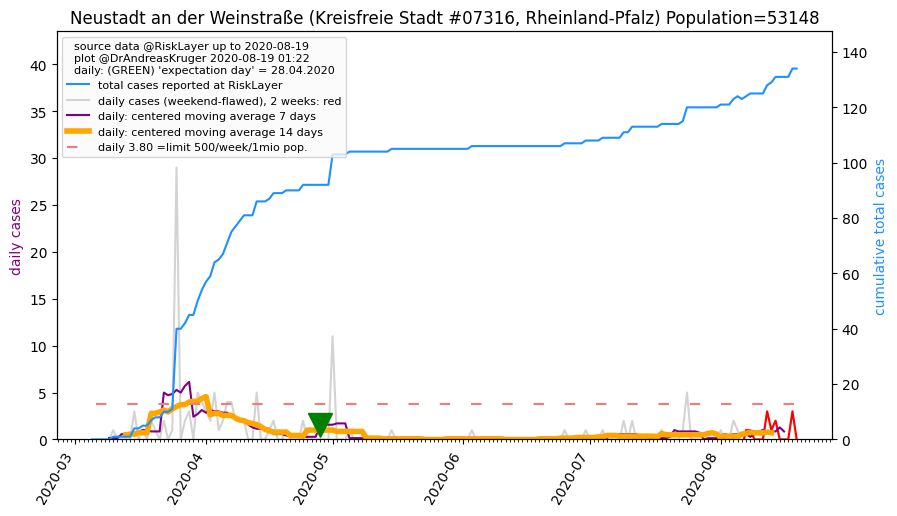 Neustadt an der Weinstraße (Kreisfreie Stadt #07316, Rheinland-Pfalz) Population=53148
source data @RiskLayer up to 2020-08-19
plot @DrAndreasKruger 2020-08-19 01:22
daily: (GREEN) 'expectation day' = 28.04.2020
total cases reported at RiskLayer
daily cases (weekend-flawed), 2 weeks: red
daily: centered moving average 7 days
daily: centered moving average 14 days
daily 3.80 =limit 500/week/1mio pop.
daily cases
40
35
30
25
20
15
10
5
0
cumulative total cases
140
120
100
80
60
40
20
0
2020-03
2020-04
2020-05
2020-06
2020-07
2020-08